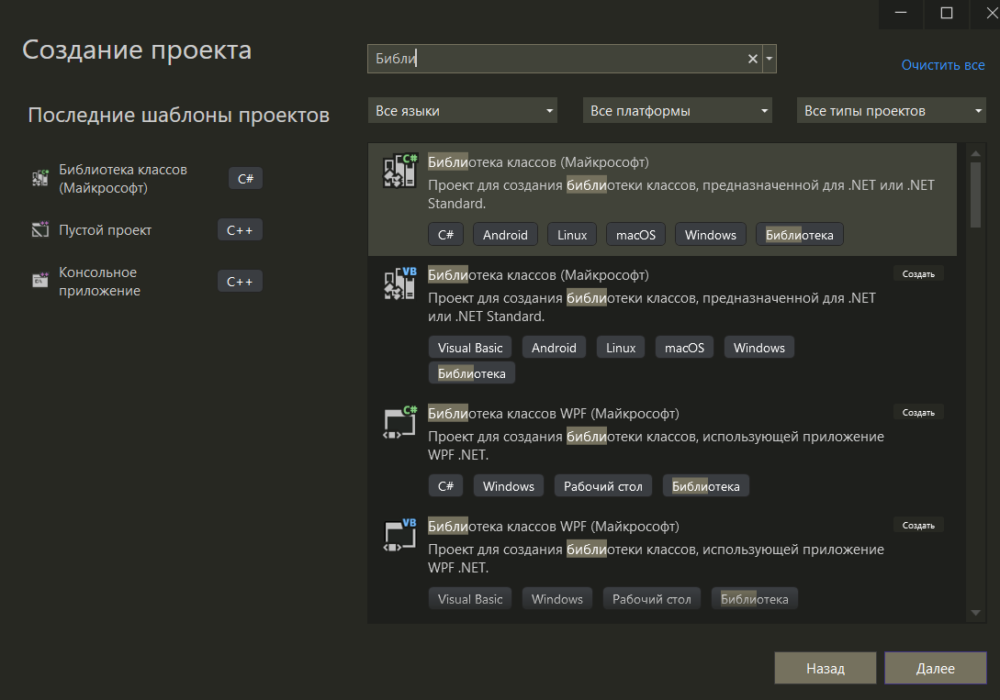 Создание проекта
Последние шаблоны проектов
Библиотека классов
(Майкрософт)
C#
Пустой проект
C++
Консольное
приложение
C++
Библи
Очистить все
Все языки
Все платформы
Все типы проектов
C#
Библиотека классов (Майкрософт)
Проект для создания библиотеки классов, предназначенной для .NET или .NET
Standard.
C# Android Linux macOS Windows Библиотека
VB
Библиотека классов (Майкрософт)
Создать
Проект для создания библиотеки классов, предназначенной для .NET
или .NET Standard.
Visual Basic Android Linux macOS Windows
Библиотека
C#
Библиотека классов WPF (Майкрософт)
Создать
Проект для создания библиотеки классов, использующей приложение
WPF .NET.
C# Windows Рабочий стол Библиотека
VB
Библиотека классов WPF (Майкрософт)
Создать
Проект для создания библиотеки классов, использующей приложение
WPF .NET.
Visual Basic Windows Рабочий стол Библиотека
Назад
Далее